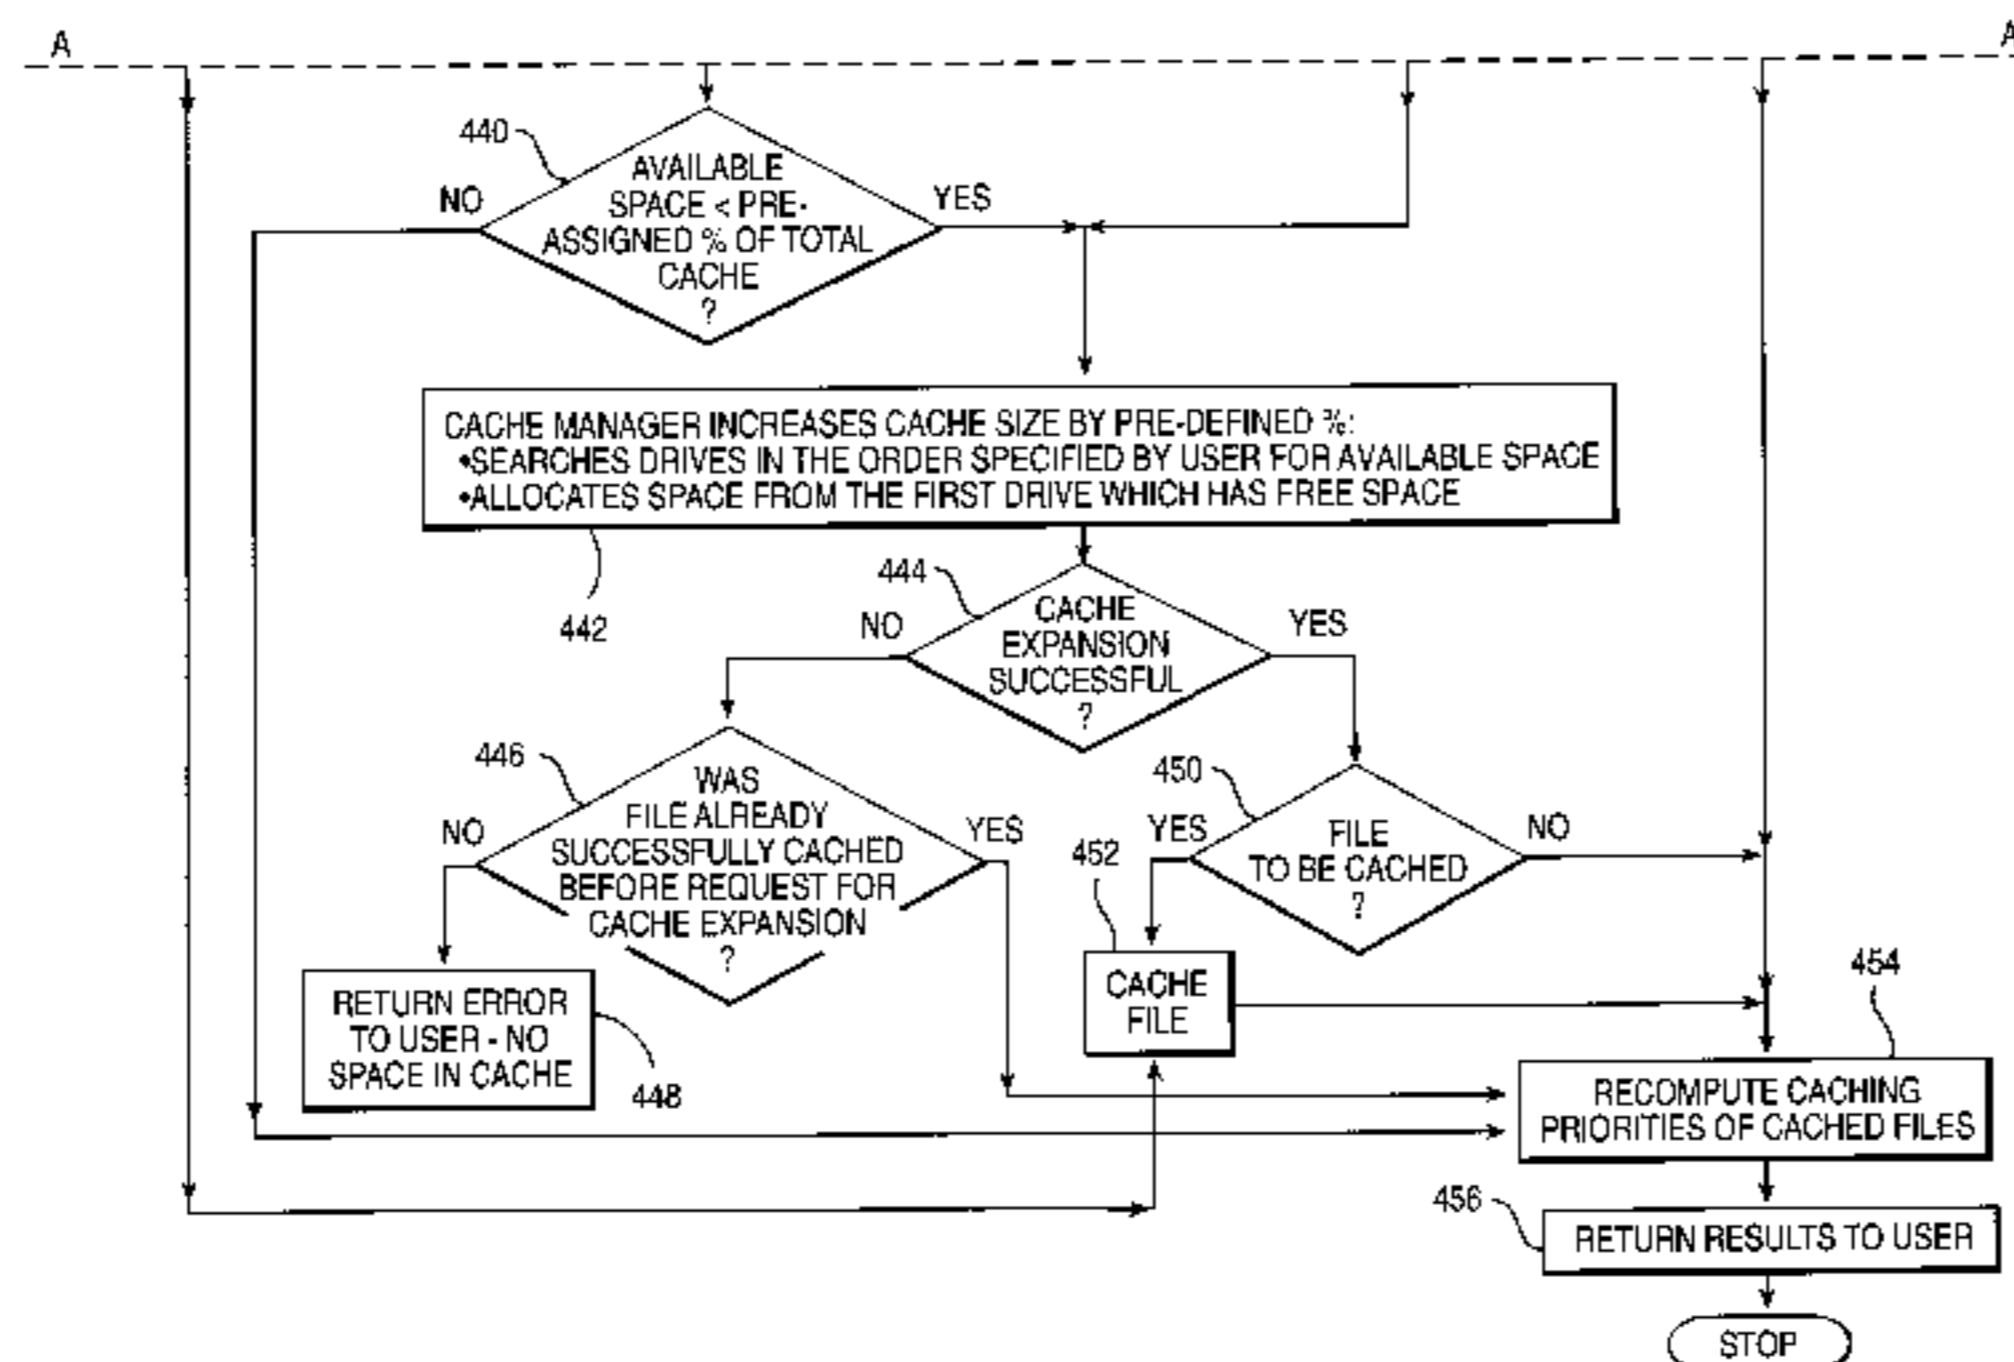 A A
440
NO
AVAILABLE
SPACE < PRE-
ASSIGNED % OF TOTAL
CACHE
?
YES
CACHE MANAGER INCREASES CACHE SIZE BY PRE-DEFINED %:
•SEARCHES DRIVES IN THE ORDER SPECIFIED BY USER FOR AVAILABLE SPACE
•ALLOCATES SPACE FROM THE FIRST DRIVE WHICH HAS FREE SPACE
442
444
NO
CACHE
EXPANSION
SUCCESSFUL
?
YES
446
NO
WAS
FILE ALREADY
SUCCESSFULLY CACHED
BEFORE REQUEST FOR
CACHE EXPANSION
?
YES
450
YES
FILE
TO BE CACHED
?
NO
452
CACHE
FILE
RETURN ERROR
TO USER - NO
SPACE IN CACHE
448
454
RECOMPUTE CACHING
PRIORITIES OF CACHED FILES
456
RETURN RESULTS TO USER
STOP